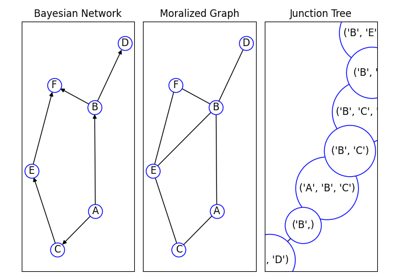 Bayesian Network
Moralized Graph
Junction Tree
D
F
B
E
A
C
D
F
B
E
A
C
('B', 'E'
('B', '
('B', 'C',
('B', 'C')
('A', 'B', 'C')
('B',)
, 'D')